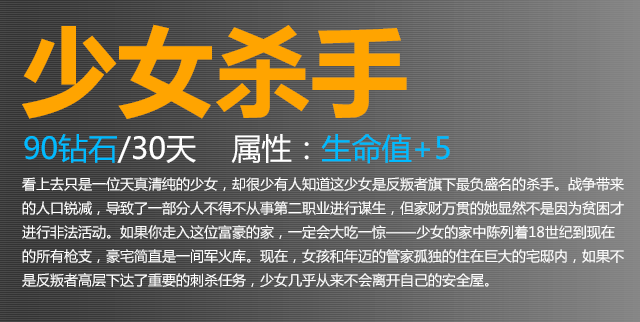 少女杀手
90钻石/30天 属性：生命值+5
看上去只是一位天真清纯的少女，却很少有人知道这少女是反叛者旗下最负盛名的杀手。战争带来
的人口锐减，导致了一部分人不得不从事第二职业进行谋生，但家财万贯的她显然不是因为贫困才
进行非法活动。如果你走入这位富豪的家，一定会大吃一惊——少女的家中陈列着18世纪到现在
的所有枪支，豪宅简直是一间军火库。现在，女孩和年迈的管家孤独的住在巨大的宅邸内，如果不
是反叛者高层下达了重要的刺杀任务，少女几乎从来不会离开自己的安全屋。